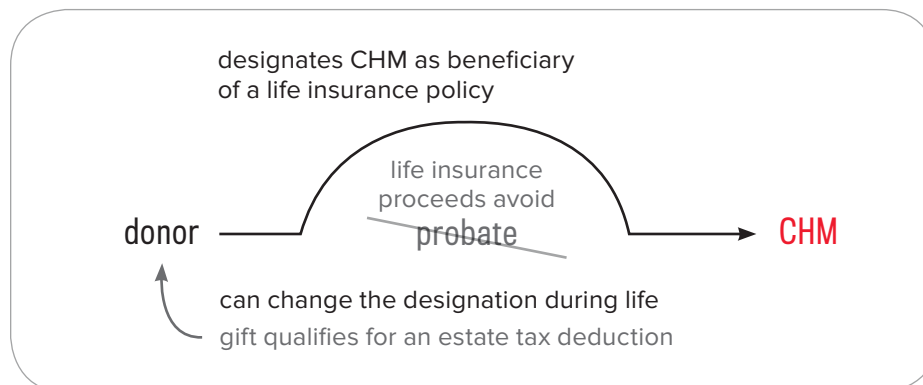 designates CHM as beneficiary
of a life insurance policy
life insurance
proceeds avoid
donor
probate
CHM
can change the designation during life
gift qualifies for an estate tax deduction